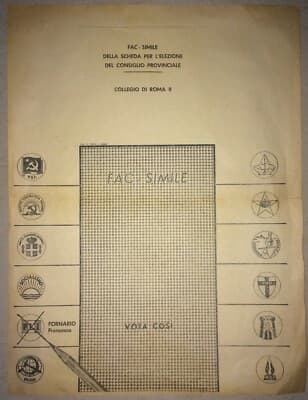 FAC - SIMILE
DELLA SCHEDA PER L'ELEZIONE
DEL CONSIGLIO PROVINCIALE
COLLEGIO DI ROMA II
FAC-SIMILE
P.C.I.
PLI
FORNARIO
Francesco
VOTA COSÌ